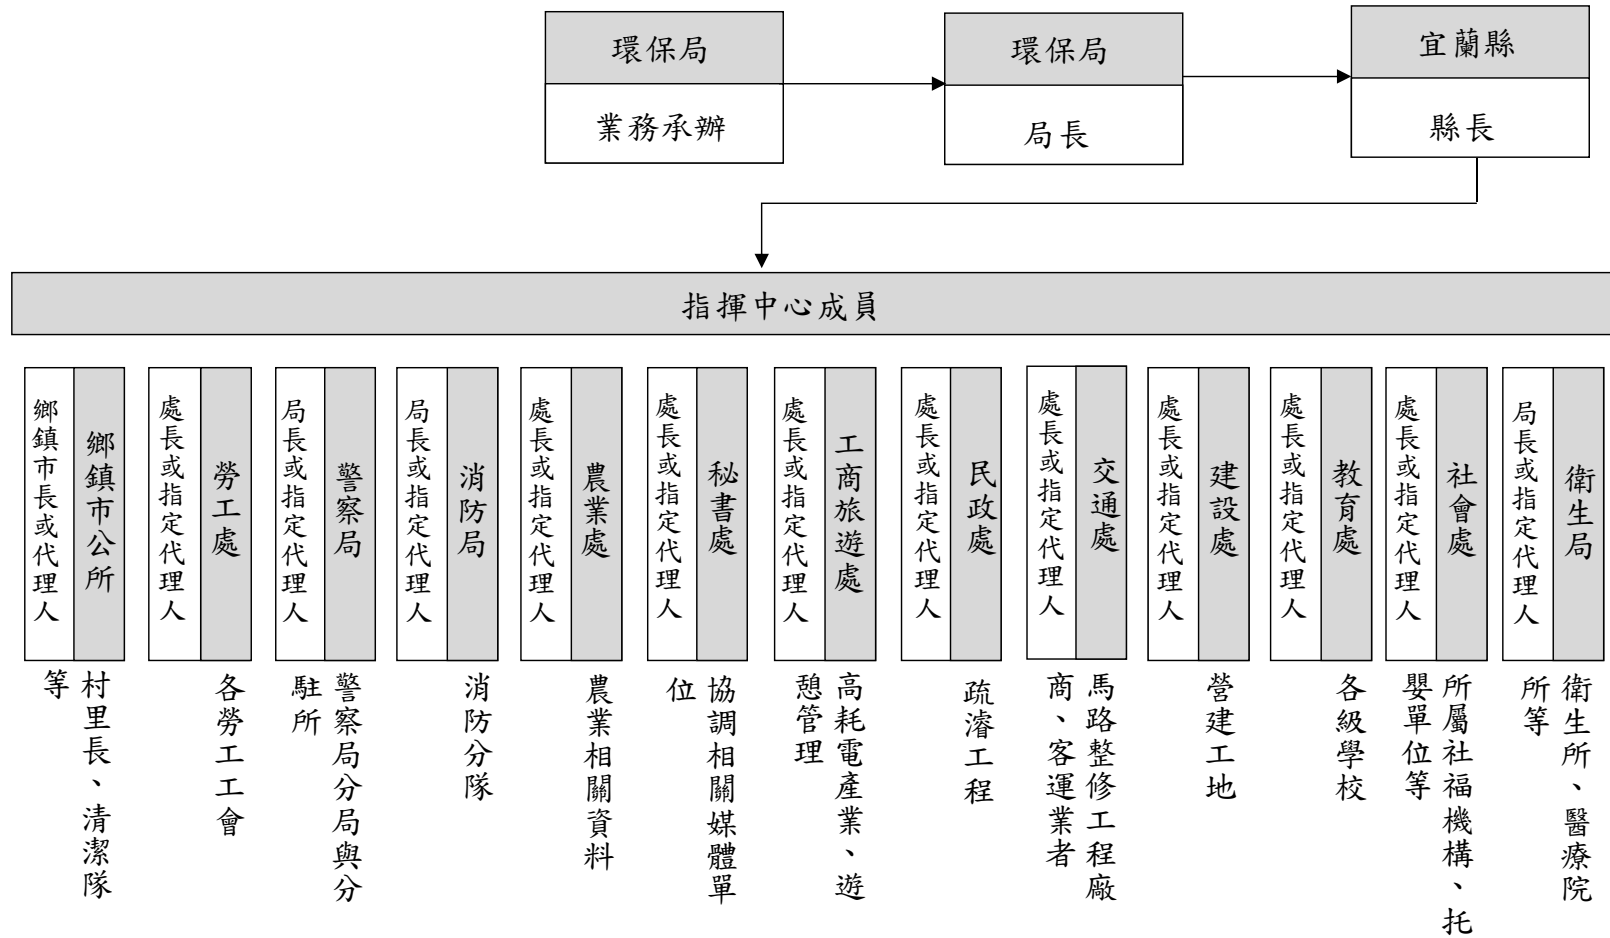 環保局
業務承辦
環保局
局長
宜蘭縣
縣長
指揮中心成員
衛生局
局長或指定代理人
衛生所、醫療院
所等
社會處
處長或指定代理人
所屬社福機構、托
嬰單位等
教育處
處長或指定代理人
各級學校
建設處
處長或指定代理人
營建工地
交通處
處長或指定代理人
馬路整修工程廠
商、客運業者
民政處
處長或指定代理人
疏濬工程
工商旅遊處
處長或指定代理人
高耗電產業、遊
憩管理
秘書處
處長或指定代理人
協調相關媒體單
位
農業處
處長或指定代理人
農業相關資料
消防局
局長或指定代理人
消防分隊
警察局
局長或指定代理人
警察局分局與分
駐所
勞工處
處長或指定代理人
各勞工工會
鄉鎮市公所
鄉鎮市長或代理人
村里長、清潔隊
等